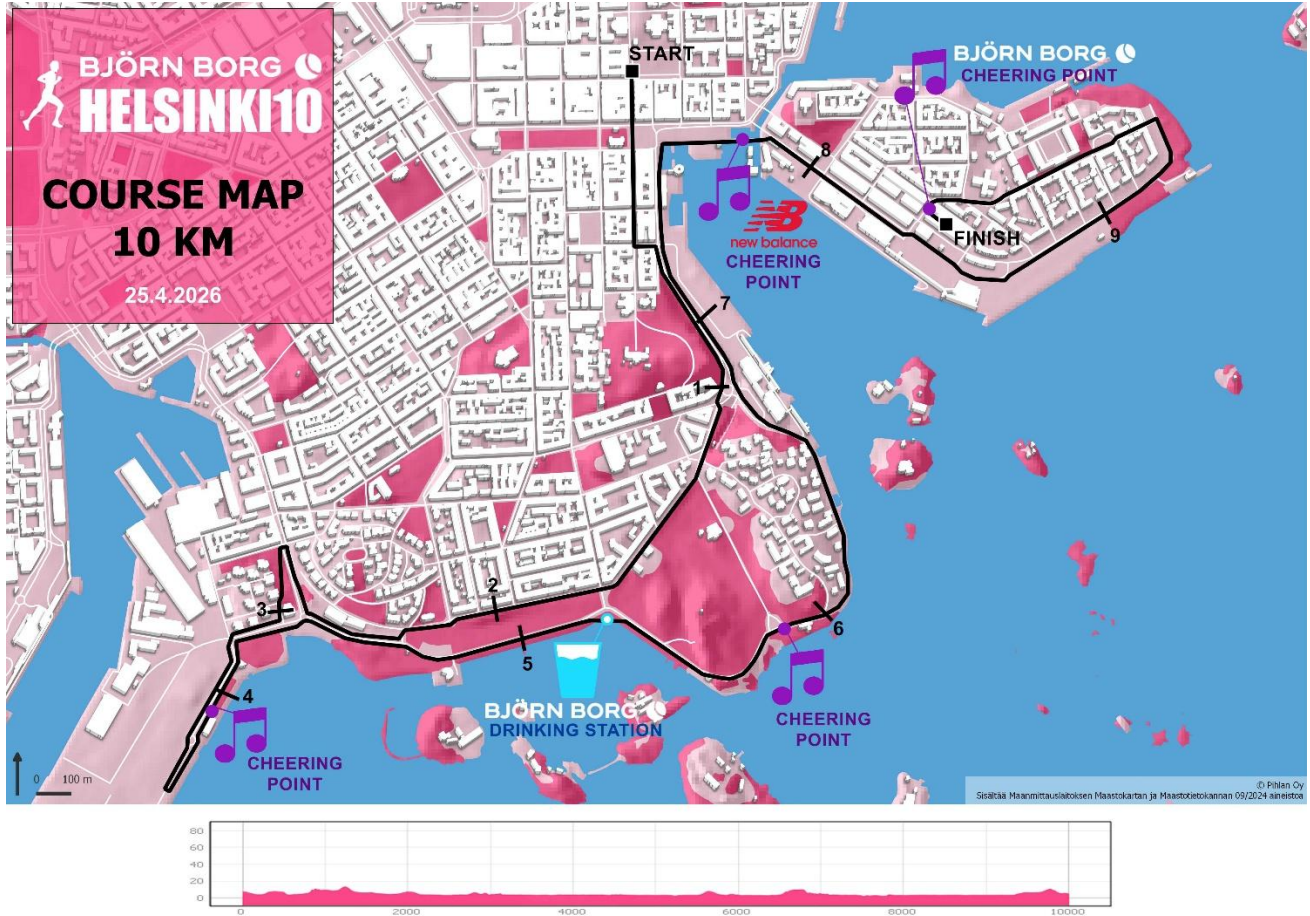 BJÖRN BORG
HELSINKI10
COURSE MAP
10 KM
25.4.2026
START
BJÖRN BORG
CHEERING POINT
8
new balance
CHEERING
POINT
FINISH
9
7
1
2
3
5
6
4
BJÖRN BORG
DRINKING STATION
CHEERING
POINT
CHEERING
POINT
0 100 m
© Pihlan Oy
Sisältää Maanmittauslaitoksen Maastokartan ja Maastotietokannan 09/2024 aineistoa
80
60
40
20
0
0 2000 4000 6000 8000 10000